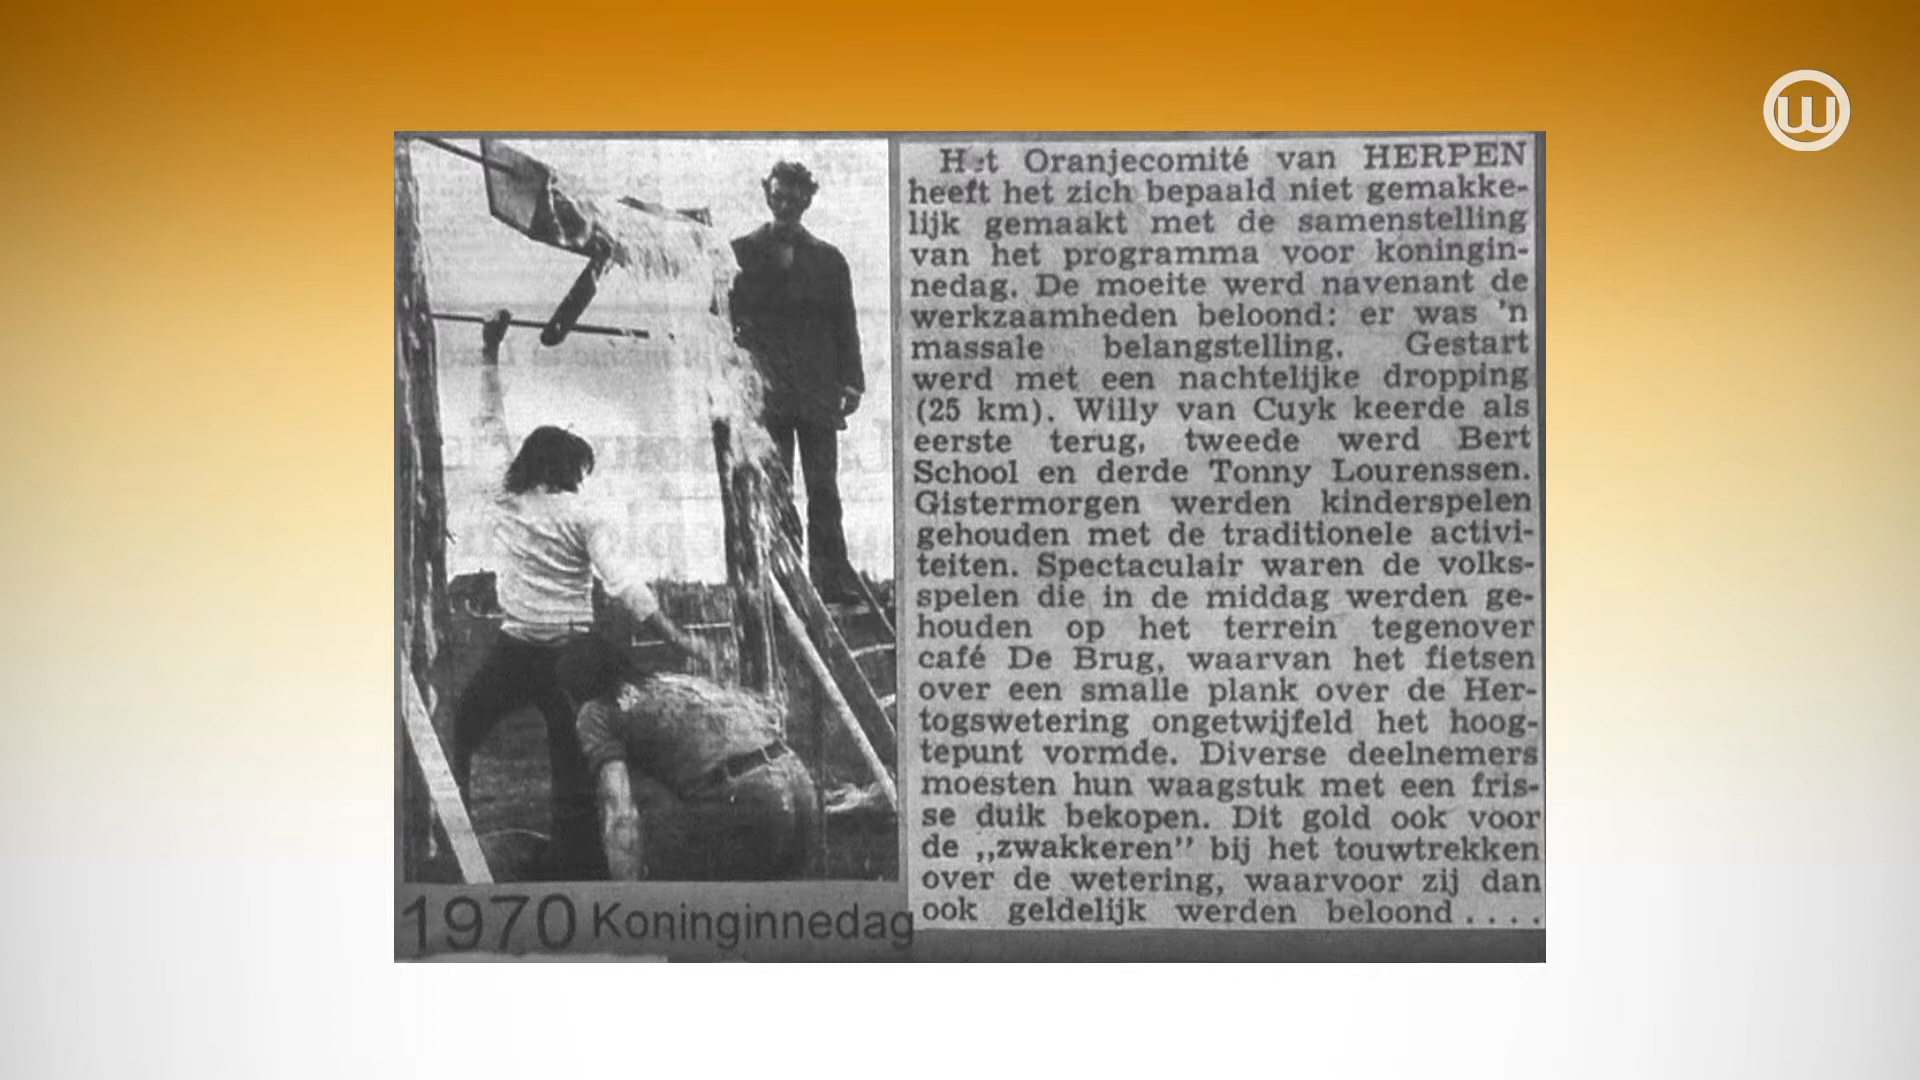 Het Oranjecomité van HERPEN
heeft het zich bepaald niet gemakke-
lijk gemaakt met de samenstelling
van het programma voor koningin-
nedag. De moeite werd navenant de
werkzaamheden beloond: er was 'n
massale belangstelling. Gestart
werd met een nachtelijke dropping
(25 km). Willy van Cuyk keerde als
eerste terug, tweede werd Bert
School en derde Tonny Lourenssen.
Gistermorgen werden kinderspelen
gehouden met de traditionele activi-
teiten. Spectaculair waren de volks-
spelen die in de middag werden ge-
houden op het terrein tegenover
café De Brug, waarvan het fietsen
over een smalle plank over de Her-
togswetering ongetwijfeld het hoog-
tepunt vormde. Diverse deelnemers
moesten hun waagstuk met een fris-
se duik bekopen. Dit gold ook voor
de ,,zwakkeren” bij het touwtrekken
over de wetering, waarvoor zij dan
ook geldelijk werden beloond . . . .
1970 Koninginnedag
W